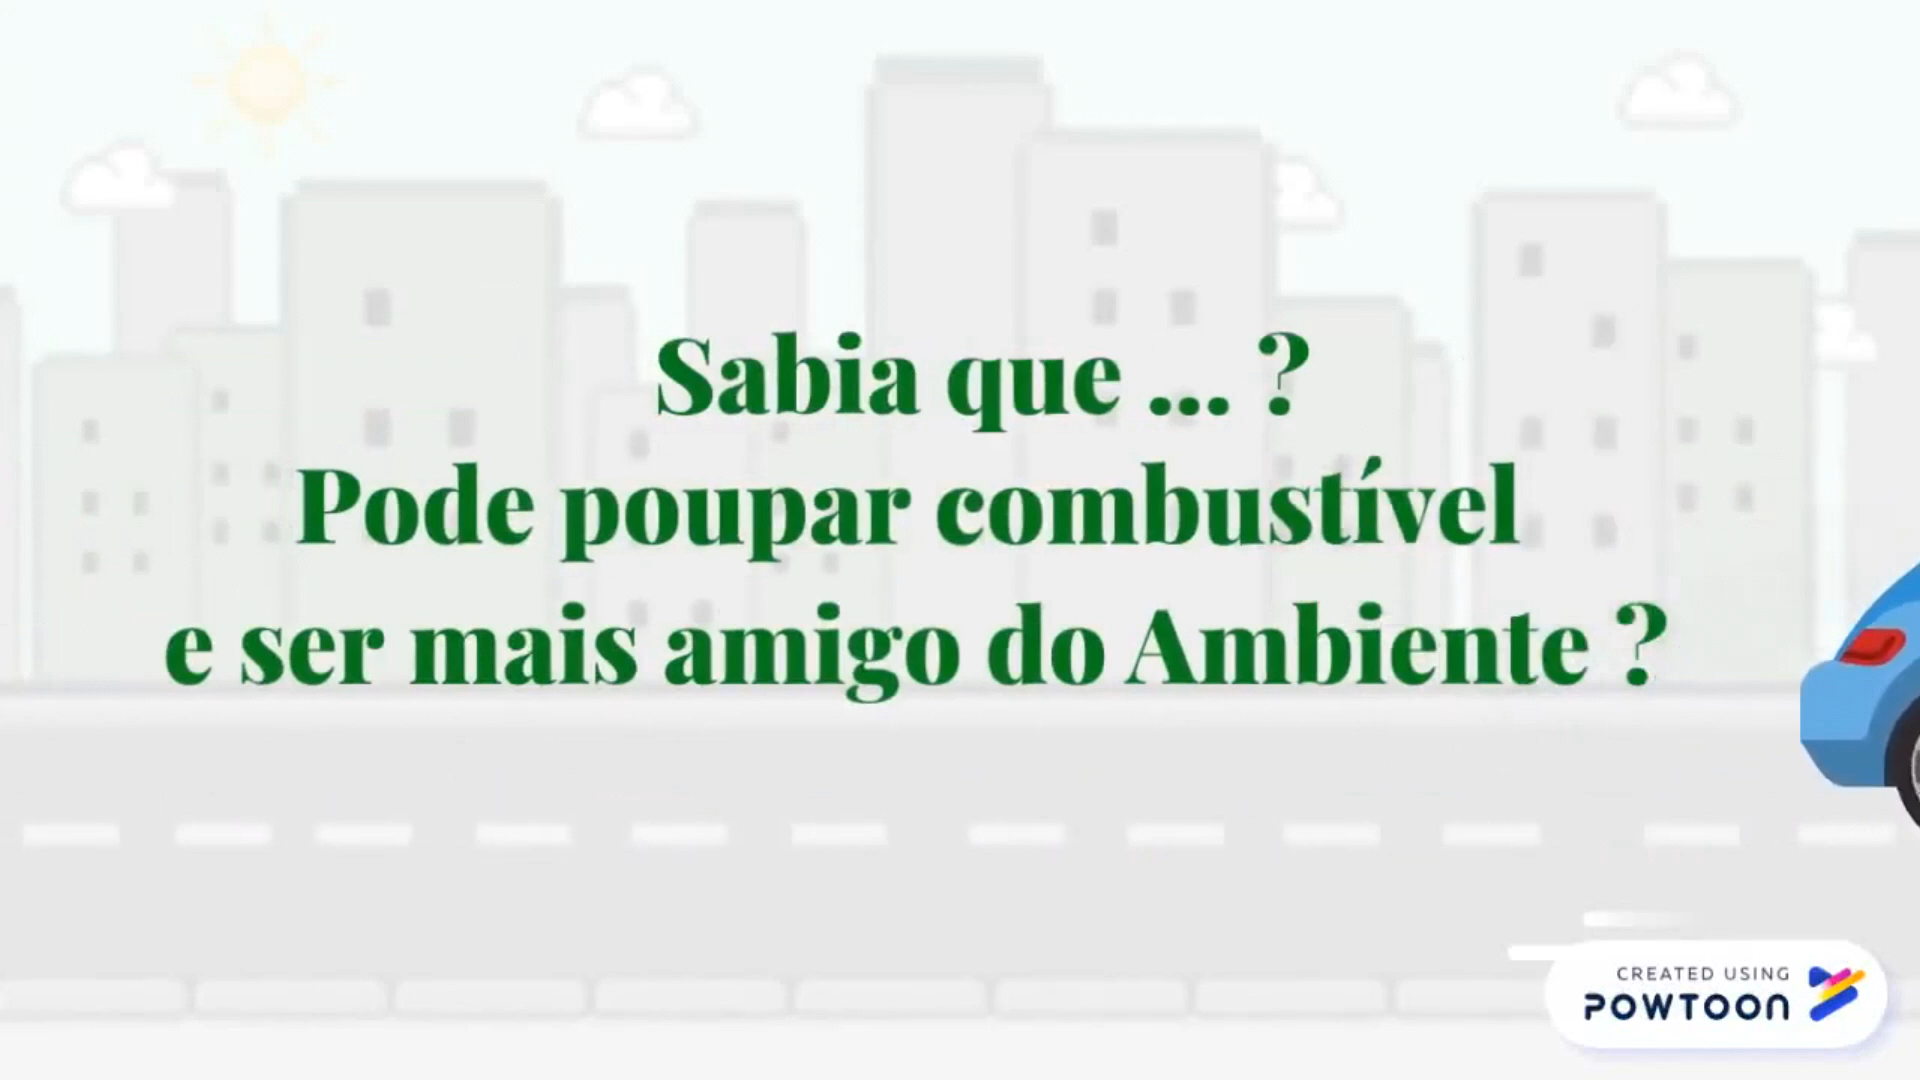 Sabia que ... ?
Pode poupar combustível
e ser mais amigo do Ambiente ?
CREATED USING
POWTOON